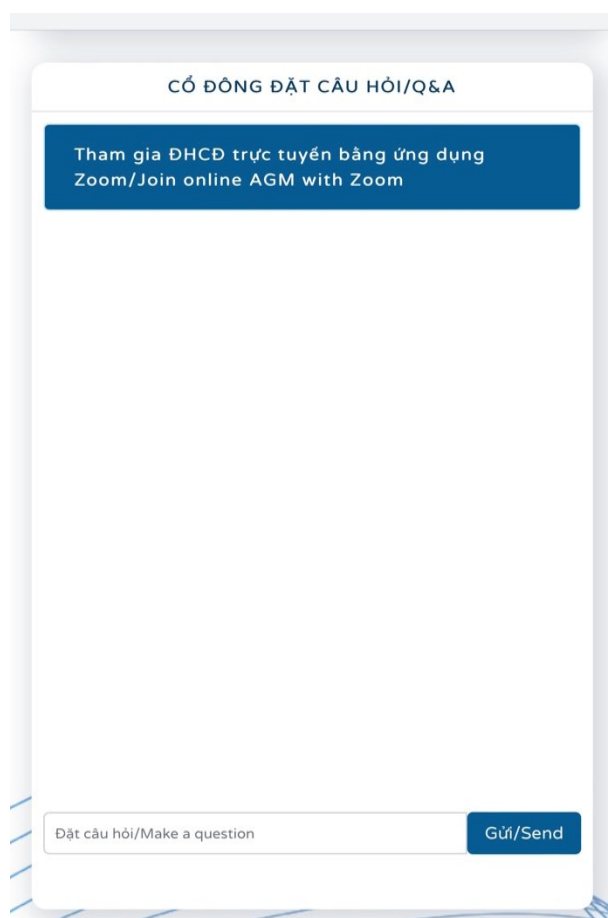 CỔ ĐÔNG ĐẶT CÂU HỎI/Q&A
Tham gia ĐHCĐ trực tuyến bằng ứng dụng
Zoom/Join online AGM with Zoom
Đặt câu hỏi/Make a question
Gửi/Send